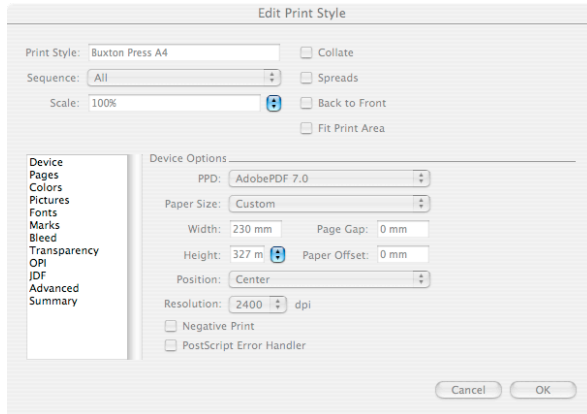 Edit Print Style
Print Style: Buxton Press A4 Collate
Sequence: All Spreads
Scale: 100% Back to Front
Fit Print Area
Device
Pages
Colors
Pictures
Fonts
Marks
Bleed
Transparency
OPI
JDF
Advanced
Summary
Device Options
PPD: AdobePDF 7.0
Paper Size: Custom
Width: 230 mm Page Gap: 0 mm
Height: 327 m Paper Offset: 0 mm
Position: Center
Resolution: 2400 dpi
Negative Print
PostScript Error Handler
Cancel OK